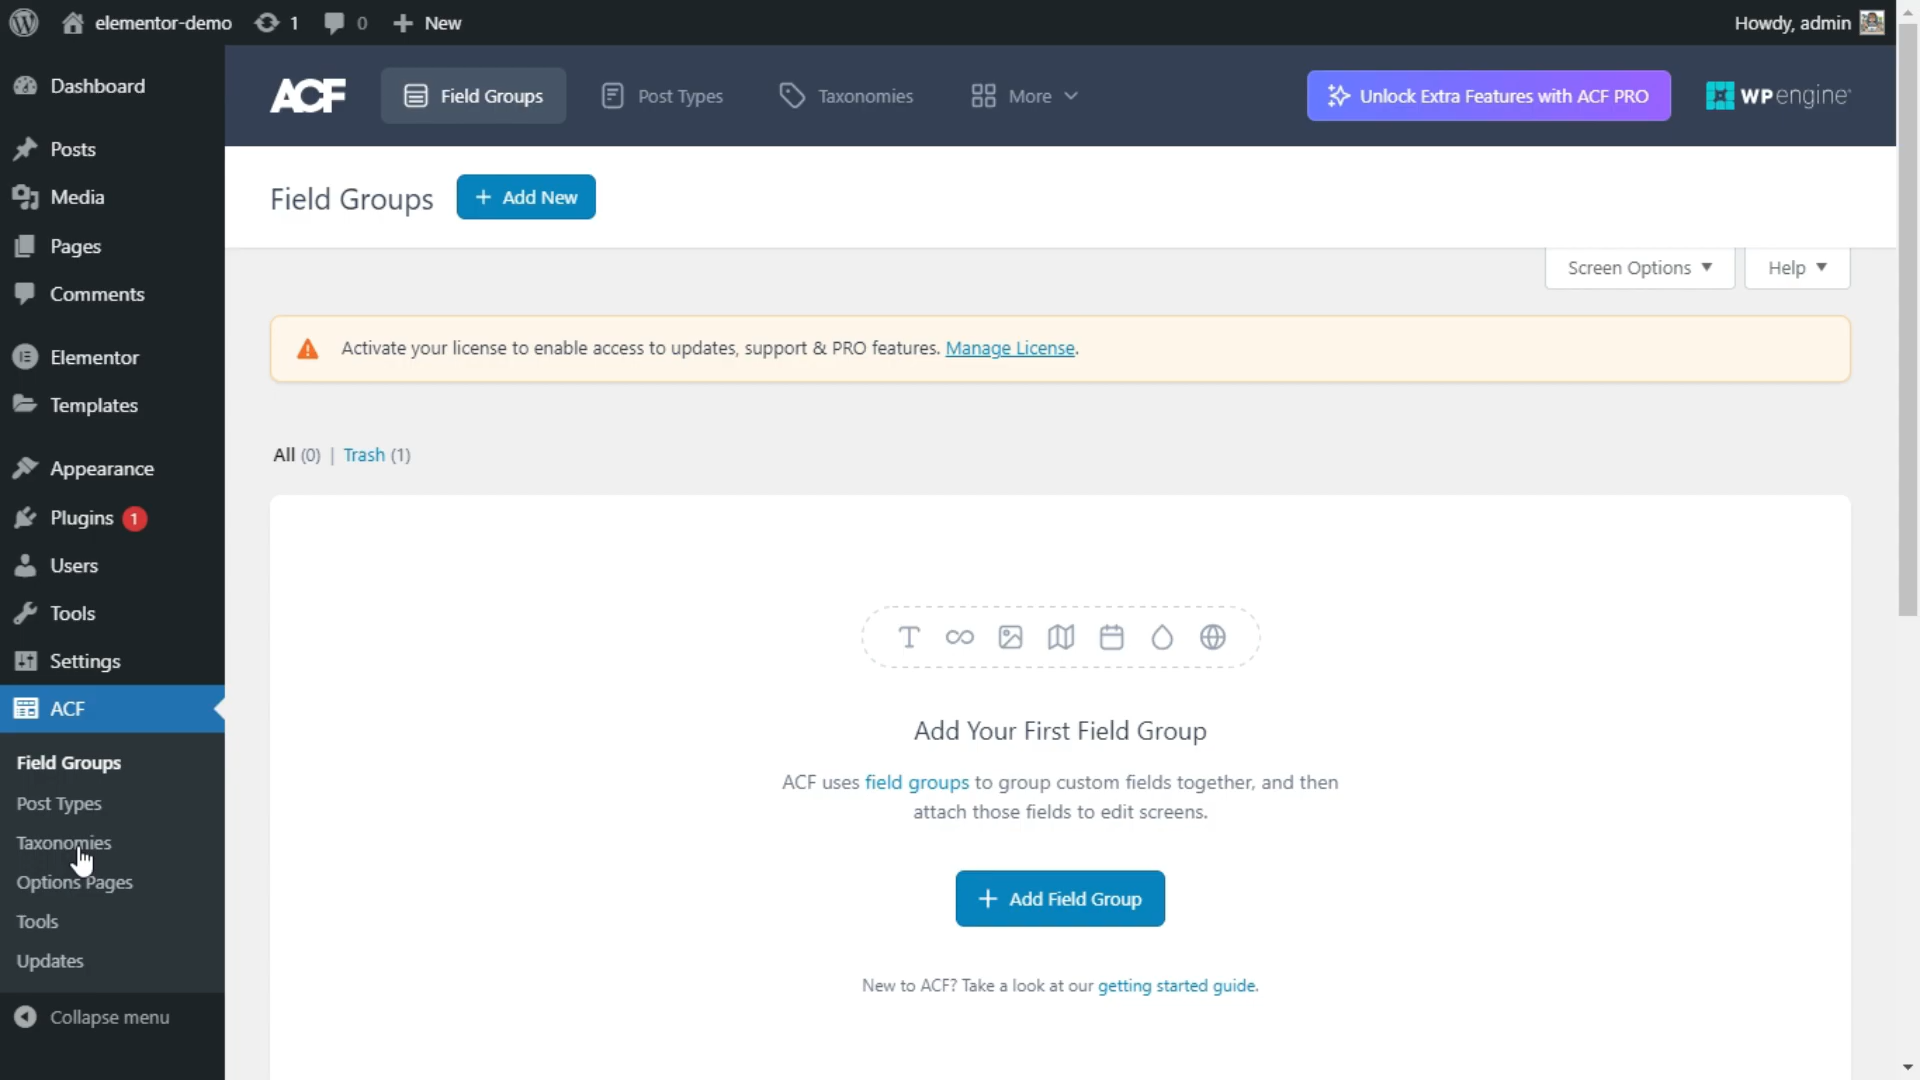 elementor-demo 1 0 New Howdy, admin
Dashboard
Posts
Media
Pages
Comments
Elementor
Templates
Appearance
Plugins 1
Users
Tools
Settings
ACF
Field Groups
Post Types
Taxonomies
Options Pages
Tools
Updates
Collapse menu
ACF Field Groups Post Types Taxonomies More Unlock Extra Features with ACF PRO WP engine
Field Groups + Add New
Screen Options Help
Activate your license to enable access to updates, support & PRO features. Manage License.
All (0) | Trash (1)
Add Your First Field Group
ACF uses field groups to group custom fields together, and then
attach those fields to edit screens.
+ Add Field Group
New to ACF? Take a look at our getting started guide.